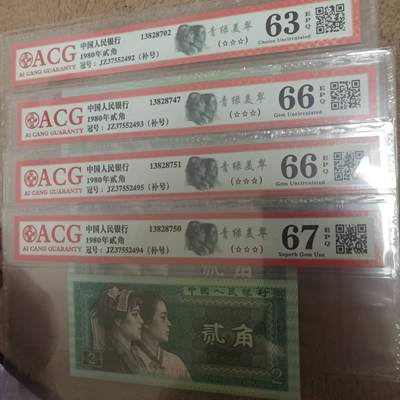 ACG
AI CANG GUARANTY
中国人民银行 13828702
1980年贰角
冠号: JZ37552492 (补号)
青绿美翠
(☆☆☆)
63 EPQ
Choice Uncirculated
ACG
AI CANG GUARANTY
中国人民银行 13828747
1980年贰角
冠号: JZ37552493 (补号)
青绿美翠
(☆☆☆)
66 EPQ
Gem Uncirculated
ACG
AI CANG GUARANTY
中国人民银行 13828751
1980年贰角
冠号: JZ37552495 (补号)
青绿美翠
(☆☆☆)
66 EPQ
Gem Uncirculated
ACG
AI CANG GUARANTY
中国人民银行 13828750
1980年贰角
冠号: JZ37552494 (补号)
青绿美翠
(☆☆☆)
67 EPQ
Superb Gem Unc
贰角
中国人民银行
贰角
2
2